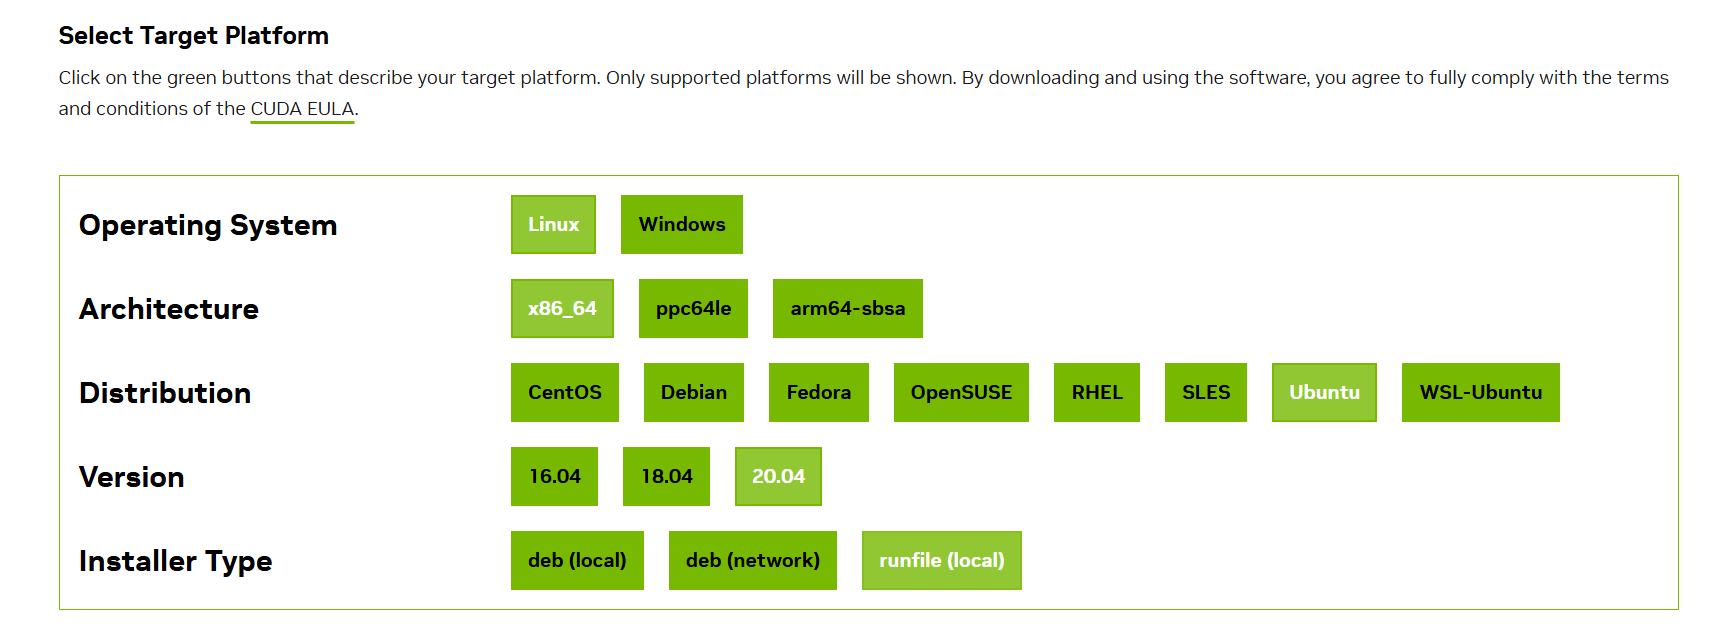 Select Target Platform
Click on the green buttons that describe your target platform. Only supported platforms will be shown. By downloading and using the software, you agree to fully comply with the terms
and conditions of the CUDA EULA.
Operating System Linux Windows
Architecture x86_64 ppc64le arm64-sbsa
Distribution CentOS Debian Fedora OpenSUSE RHEL SLES Ubuntu WSL-Ubuntu
Version 16.04 18.04 20.04
Installer Type deb (local) deb (network) runfile (local)